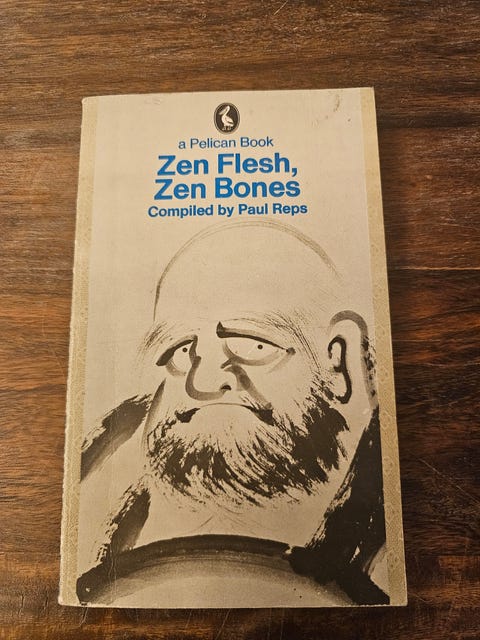 a Pelican Book
Zen Flesh,
Zen Bones
Compiled by Paul Reps